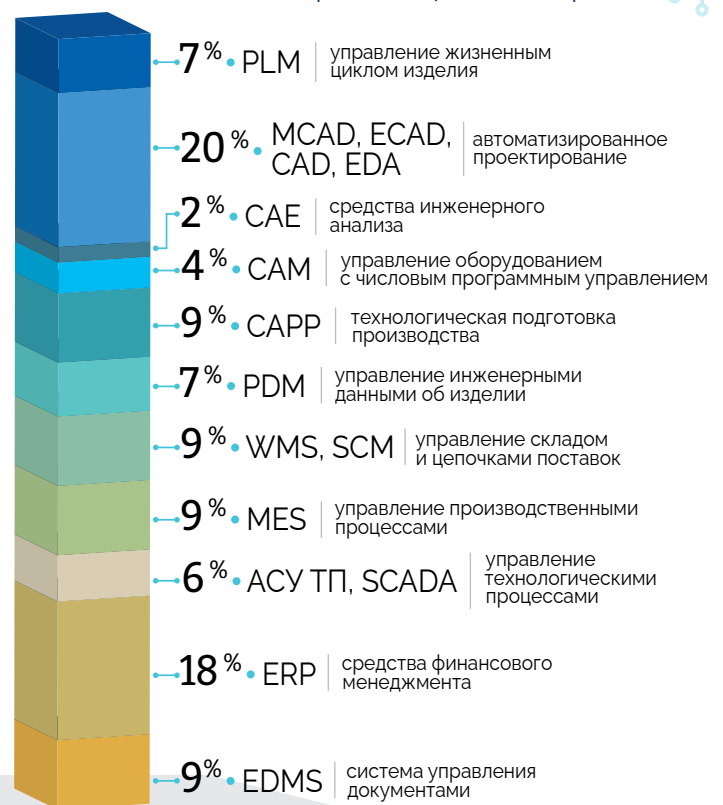 7% • PLM
управление жизненным
циклом изделия
20% • MCAD, ECAD,
CAD, EDA
автоматизированное
проектирование
2% • CAE
средства инженерного
анализа
4% • CAM
управление оборудованием
с числовым программным управлением
9% • CAPP
технологическая подготовка
производства
7% • PDM
управление инженерными
данными об изделии
9% • WMS, SCM
управление складом
и цепочками поставок
9% • MES
управление производственными
процессами
6% • АСУ ТП, SCADA
управление
технологическими
процессами
18% • ERP
средства финансового
менеджмента
9% • EDMS
система управления
документами